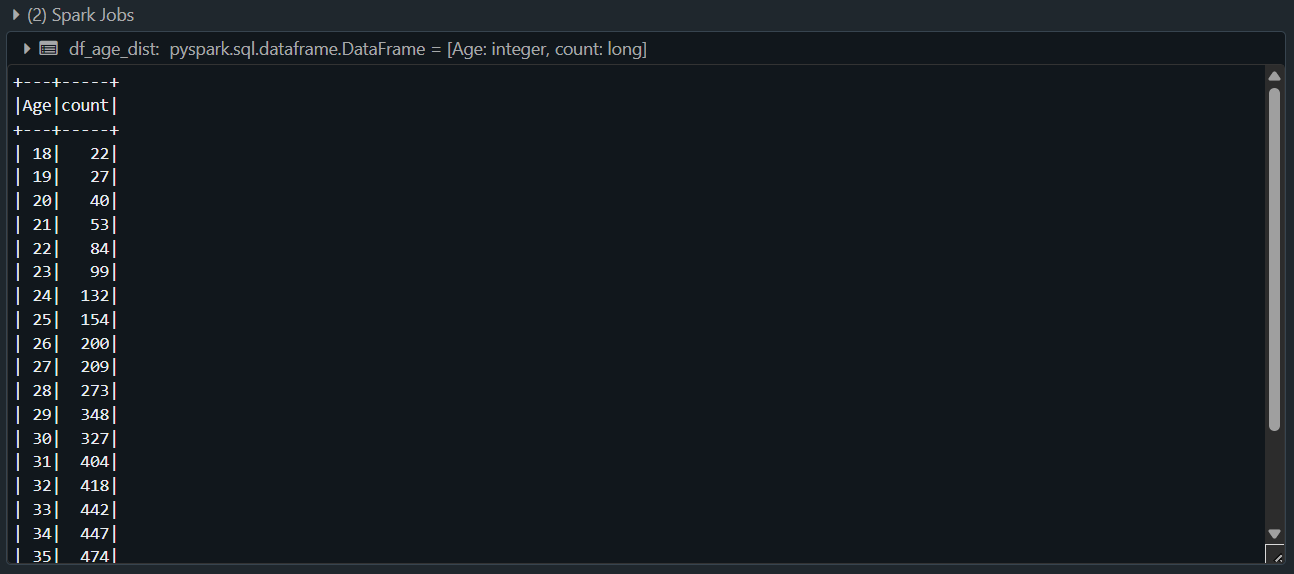 (2) Spark Jobs
df_age_dist: pyspark.sql.dataframe.DataFrame = [Age: integer, count: long]
+---+-----+
|Age|count|
+---+-----+
| 18|   22|
| 19|   27|
| 20|   40|
| 21|   53|
| 22|   84|
| 23|   99|
| 24|  132|
| 25|  154|
| 26|  200|
| 27|  209|
| 28|  273|
| 29|  348|
| 30|  327|
| 31|  404|
| 32|  418|
| 33|  442|
| 34|  447|
| 35|  474|